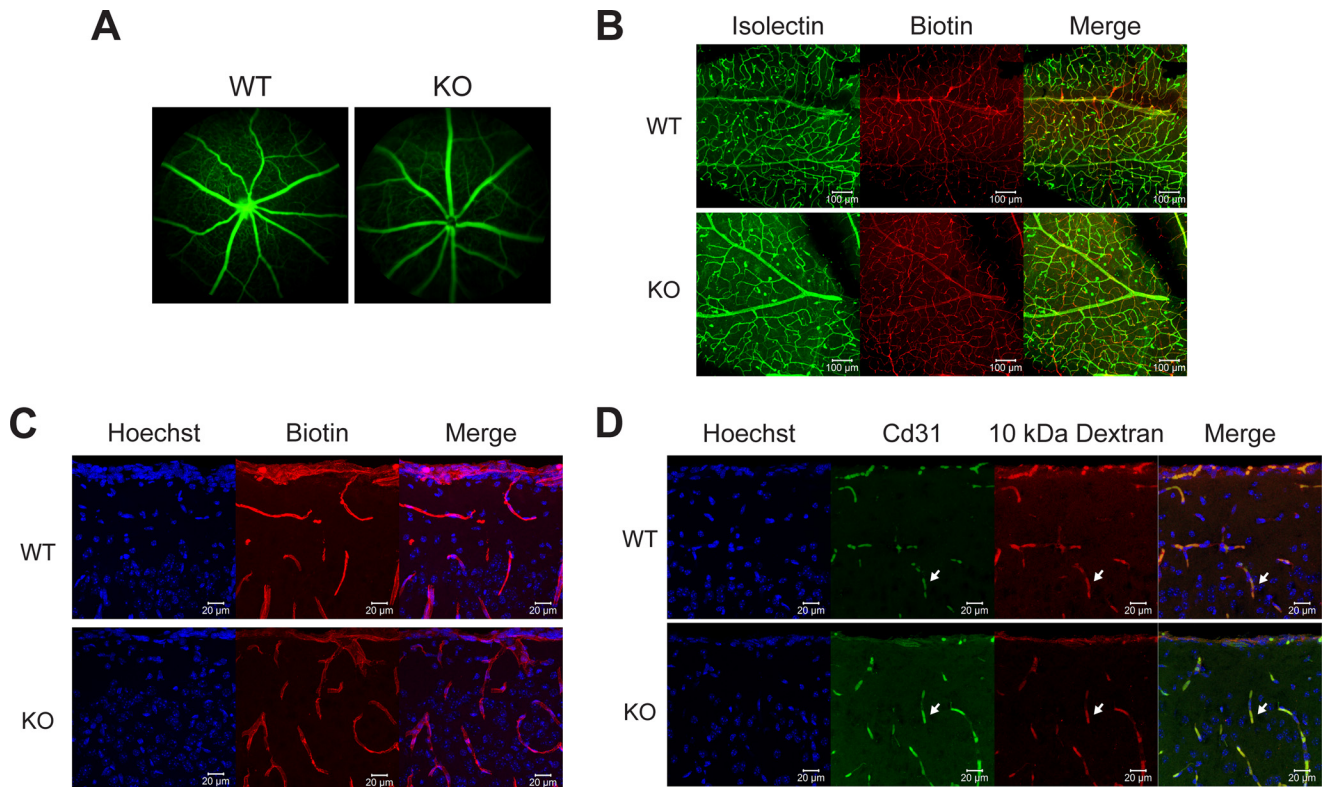 A
WT KO
B
Isolectin Biotin Merge
WT
100 µm 100 µm 100 µm
KO
100 µm 100 µm 100 µm
C
Hoechst Biotin Merge
WT
20 µm 20 µm 20 µm
KO
20 µm 20 µm 20 µm
D
Hoechst Cd31 10 kDa Dextran Merge
WT
20 µm 20 µm 20 µm 20 µm
KO
20 µm 20 µm 20 µm 20 µm